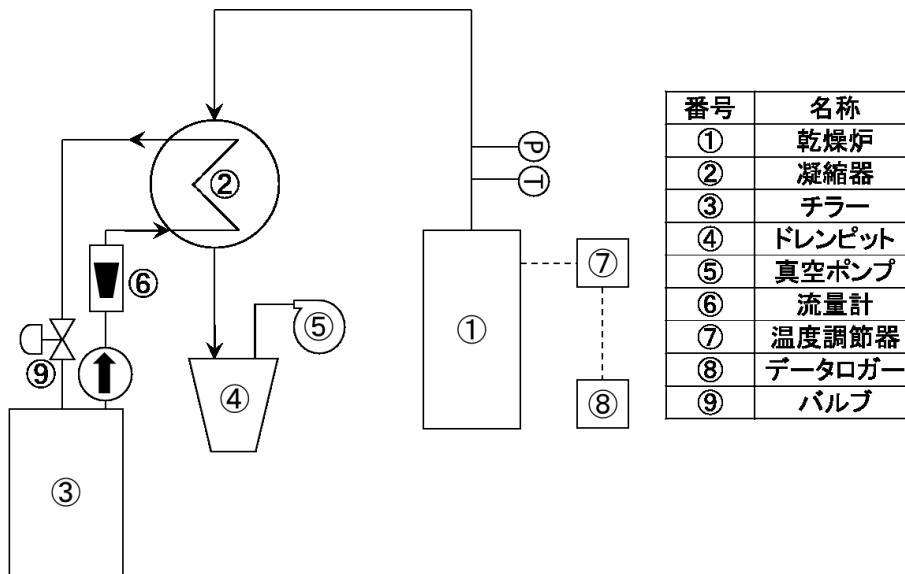 P
T
②
⑥
⑨
③
④
⑤
①
⑦
⑧
番号 名称
① 乾燥炉
② 凝縮器
③ チラー
④ ドレンピット
⑤ 真空ポンプ
⑥ 流量計
⑦ 温度調節器
⑧ データロガー
⑨ バルブ